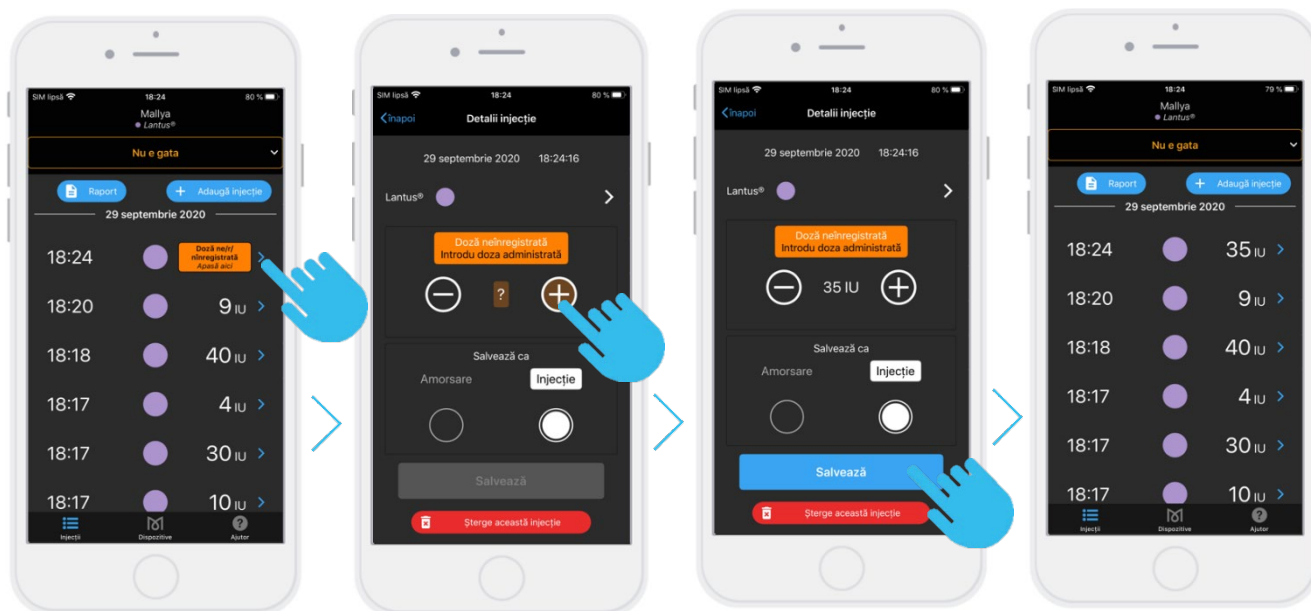 SIM lipsă 18:24 80 %
Mallya
Lantus®
Nu e gata
Raport
+ Adaugă injecție
29 septembrie 2020
18:24
Doză ne/r/
nînregistrată
Apasă aici
18:20 9 IU
18:18 40 IU
18:17 4 IU
18:17 30 IU
18:17 10 IU
Injecții Dispozitive Ajutor
SIM lipsă 18:24 80 %
înapoi Detalii injecție
29 septembrie 2020 18:24:16
Lantus®
Doză neînregistrată
Introdu doza administrată
?
Salvează ca
Amorsare Injecție
Salvează
Șterge această injecție
SIM lipsă 18:24 80 %
înapoi Detalii injecție
29 septembrie 2020 18:24:16
Lantus®
Doză neînregistrată
Introdu doza administrată
35 IU
Salvează ca
Amorsare Injecție
Salvează
Șterge această injecție
SIM lipsă 18:24 79 %
Mallya
Lantus®
Nu e gata
Raport
+ Adaugă injecție
29 septembrie 2020
18:24 35 IU
18:20 9 IU
18:18 40 IU
18:17 4 IU
18:17 30 IU
18:17 10 IU
Injecții Dispozitive Ajutor